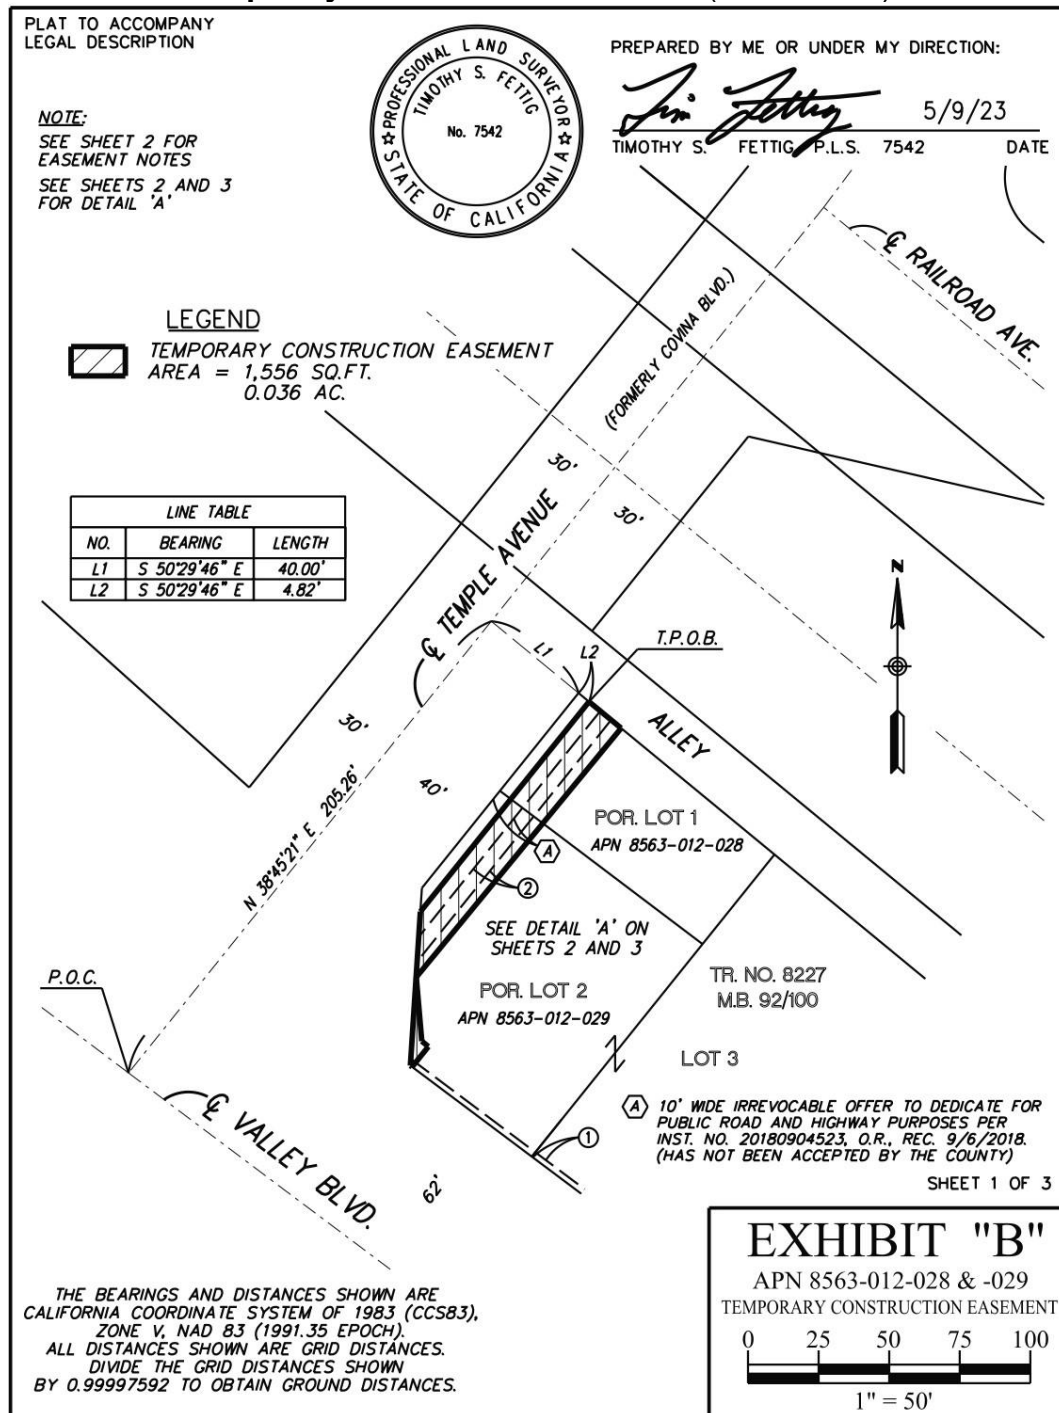 PLAT TO ACCOMPANY
LEGAL DESCRIPTION
NOTE:
SEE SHEET 2 FOR
EASEMENT NOTES
SEE SHEETS 2 AND 3
FOR DETAIL 'A'
PROFESSIONAL LAND SURVEYOR
TIMOTHY S. FETTIG
No. 7542
STATE OF CALIFORNIA
PREPARED BY ME OR UNDER MY DIRECTION:
Tim Fettig 5/9/23
TIMOTHY S. FETTIG P.L.S. 7542 DATE
LEGEND
TEMPORARY CONSTRUCTION EASEMENT
AREA = 1,556 SQ.FT.
0.036 AC.
LINE TABLE
NO. BEARING LENGTH
L1 S 50°29'46" E 40.00'
L2 S 50°29'46" E 4.82'
℄ RAILROAD AVE.
(FORMERLY COVINA BLVD.)
30'
30'
℄ TEMPLE AVENUE
N
T.P.O.B.
L1
L2
ALLEY
30'
40'
N 38°45'21" E 205.26'
POR. LOT 1
APN 8563-012-028
A
2
SEE DETAIL 'A' ON
SHEETS 2 AND 3
P.O.C.
POR. LOT 2
APN 8563-012-029
TR. NO. 8227
M.B. 92/100
LOT 3
℄ VALLEY BLVD.
62'
1
A 10' WIDE IRREVOCABLE OFFER TO DEDICATE FOR
PUBLIC ROAD AND HIGHWAY PURPOSES PER
INST. NO. 20180904523, O.R., REC. 9/6/2018.
(HAS NOT BEEN ACCEPTED BY THE COUNTY)
SHEET 1 OF 3
THE BEARINGS AND DISTANCES SHOWN ARE
CALIFORNIA COORDINATE SYSTEM OF 1983 (CCS83),
ZONE V, NAD 83 (1991.35 EPOCH).
ALL DISTANCES SHOWN ARE GRID DISTANCES.
DIVIDE THE GRID DISTANCES SHOWN
BY 0.99997592 TO OBTAIN GROUND DISTANCES.
EXHIBIT "B"
APN 8563-012-028 & -029
TEMPORARY CONSTRUCTION EASEMENT
0 25 50 75 100
1" = 50'